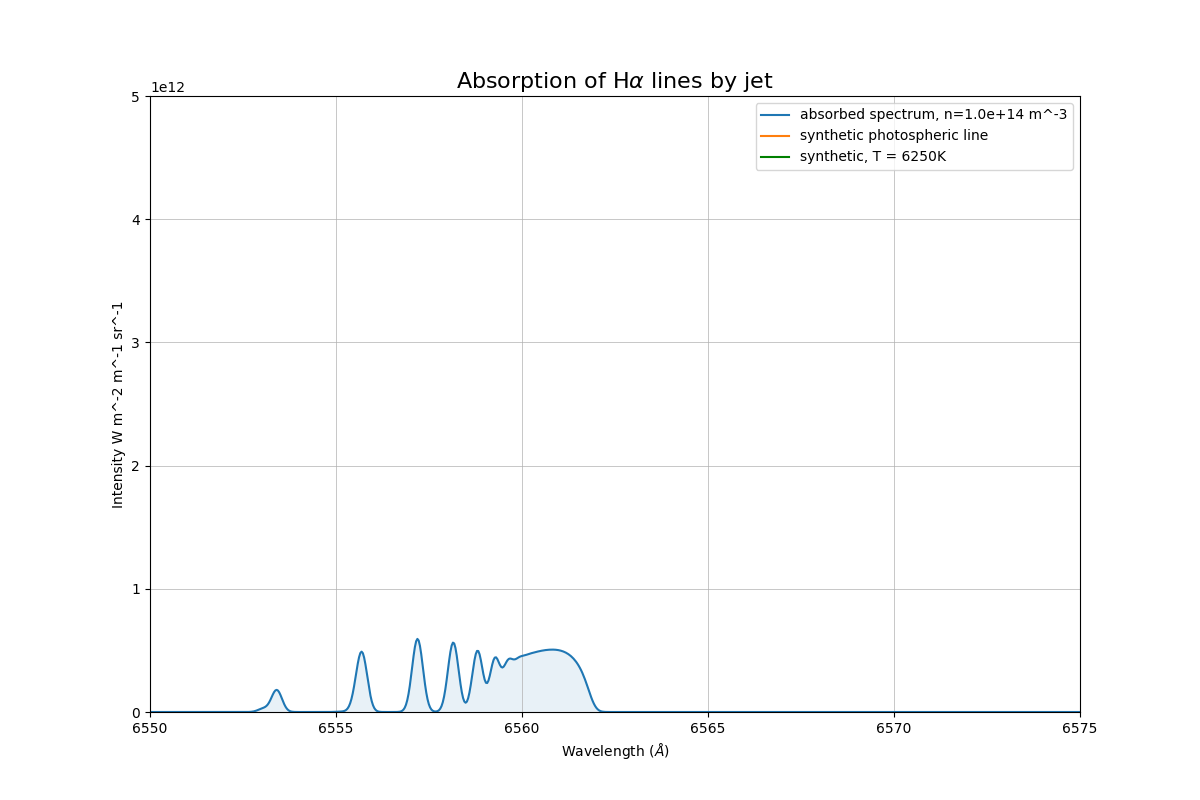 Absorption of Hα lines by jet
1e12
absorbed spectrum, n=1.0e+14 m^-3
synthetic photospheric line
synthetic, T = 6250K
5
4
3
2
1
0
Intensity W m^-2 m^-1 sr^-1
6550 6555 6560 6565 6570 6575
Wavelength (Å)